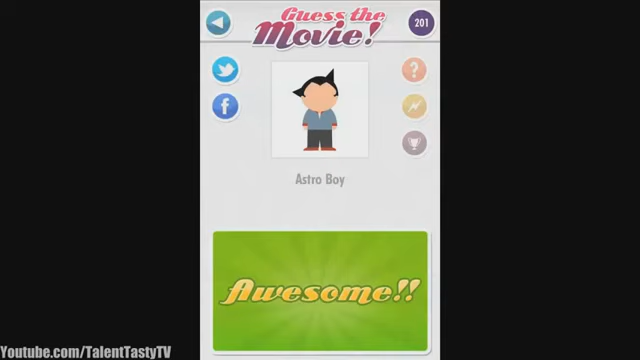 Guess the
Movie!
201
?
f
Astro Boy
Awesome!!
Youtube.com/TalentTastyTV